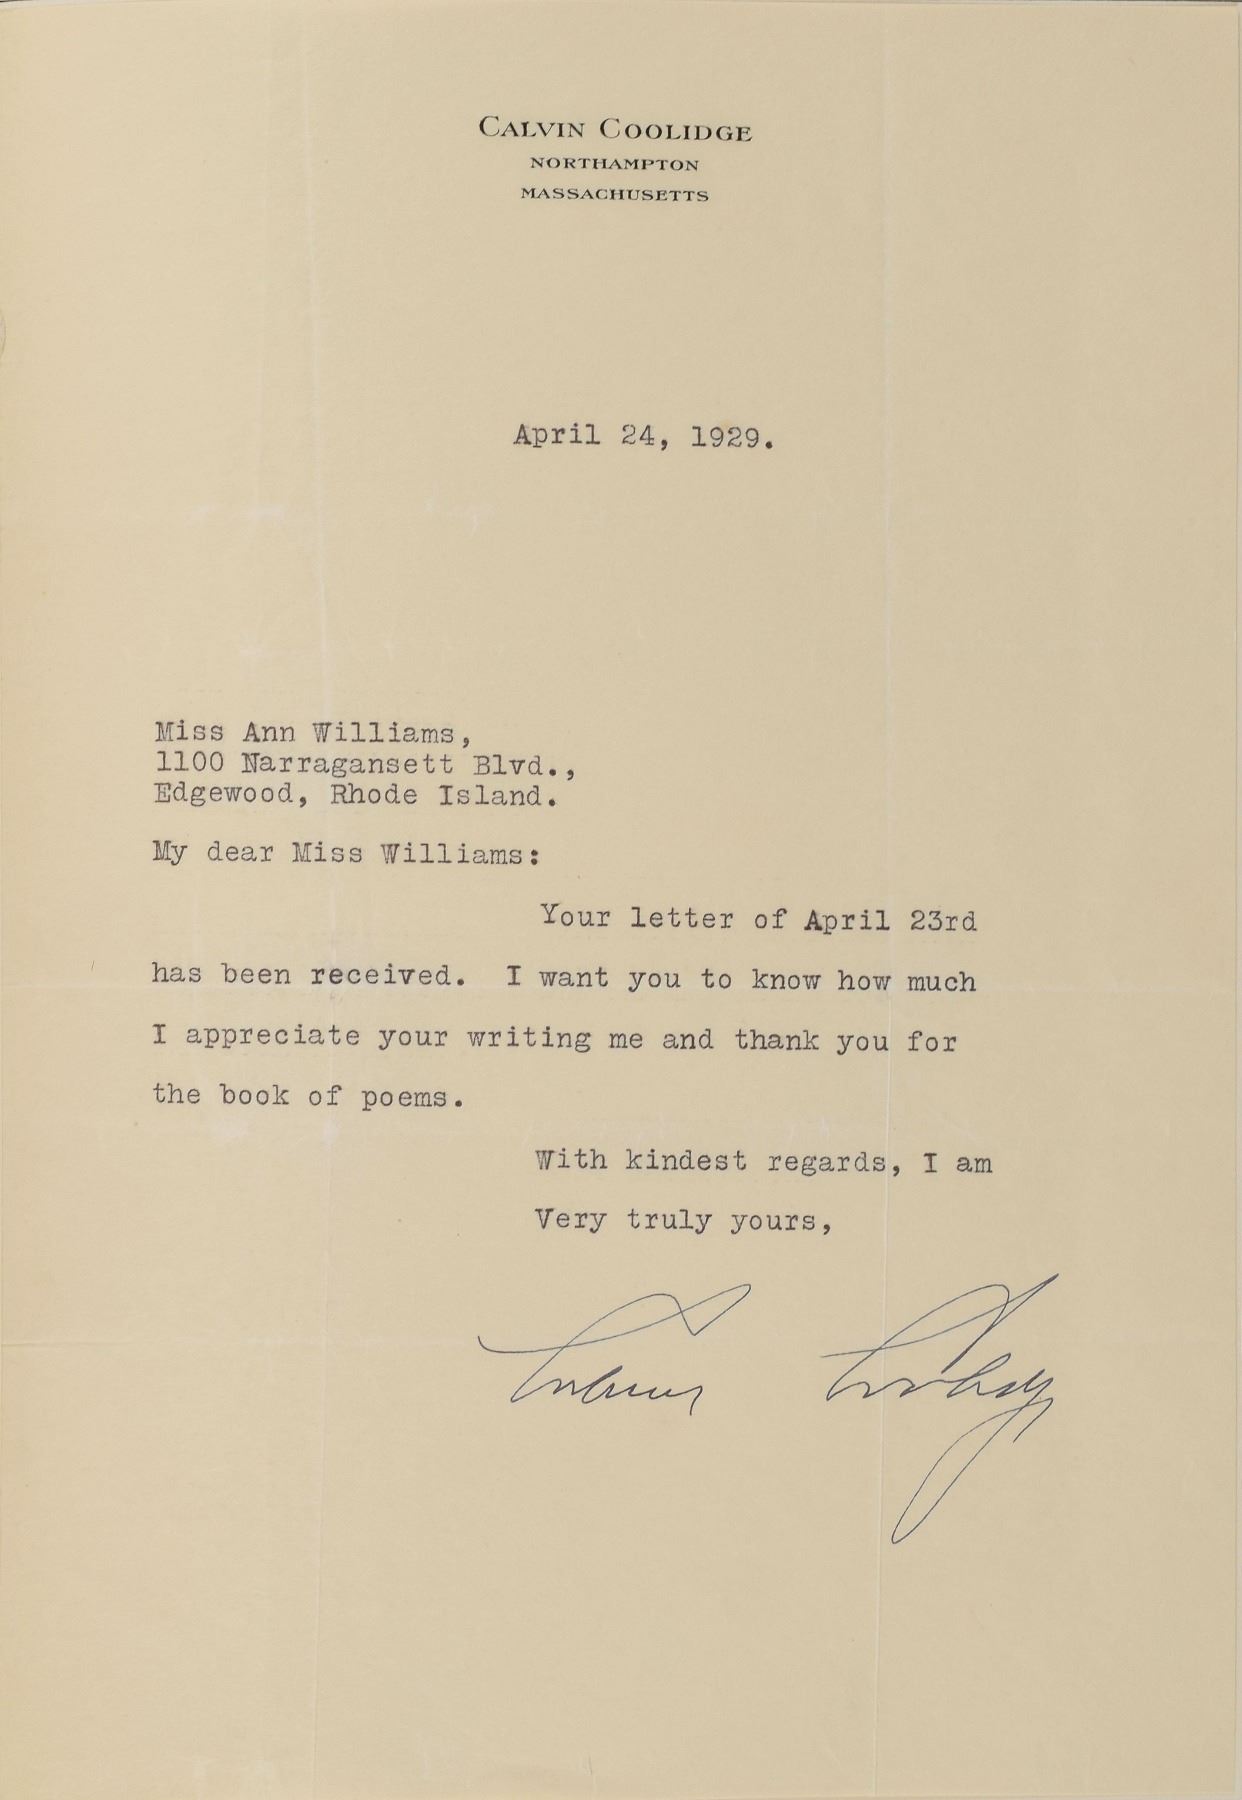 CALVIN COOLIDGE
NORTHAMPTON
MASSACHUSETTS
April 24, 1929.
Miss Ann Williams,
1100 Narragansett Blvd.,
Edgewood, Rhode Island.
My dear Miss Williams:
Your letter of April 23rd
has been received. I want you to know how much
I appreciate your writing me and thank you for
the book of poems.
With kindest regards, I am
Very truly yours,
Calvin Coolidge